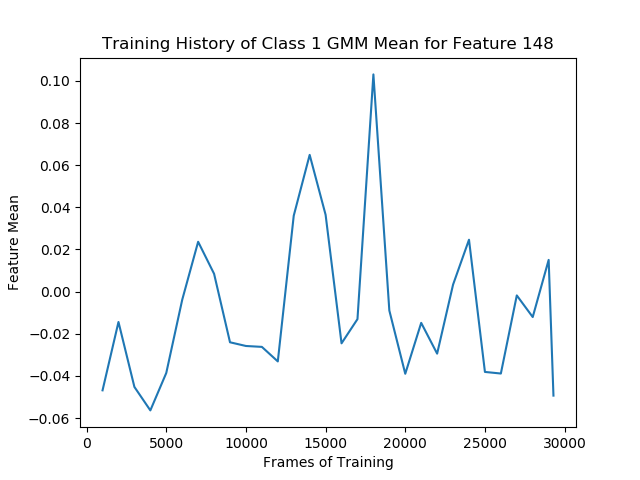 Training History of Class 1 GMM Mean for Feature 148
0.10
0.08
0.06
0.04
0.02
0.00
−0.02
−0.04
−0.06
Feature Mean
0 5000 10000 15000 20000 25000 30000
Frames of Training